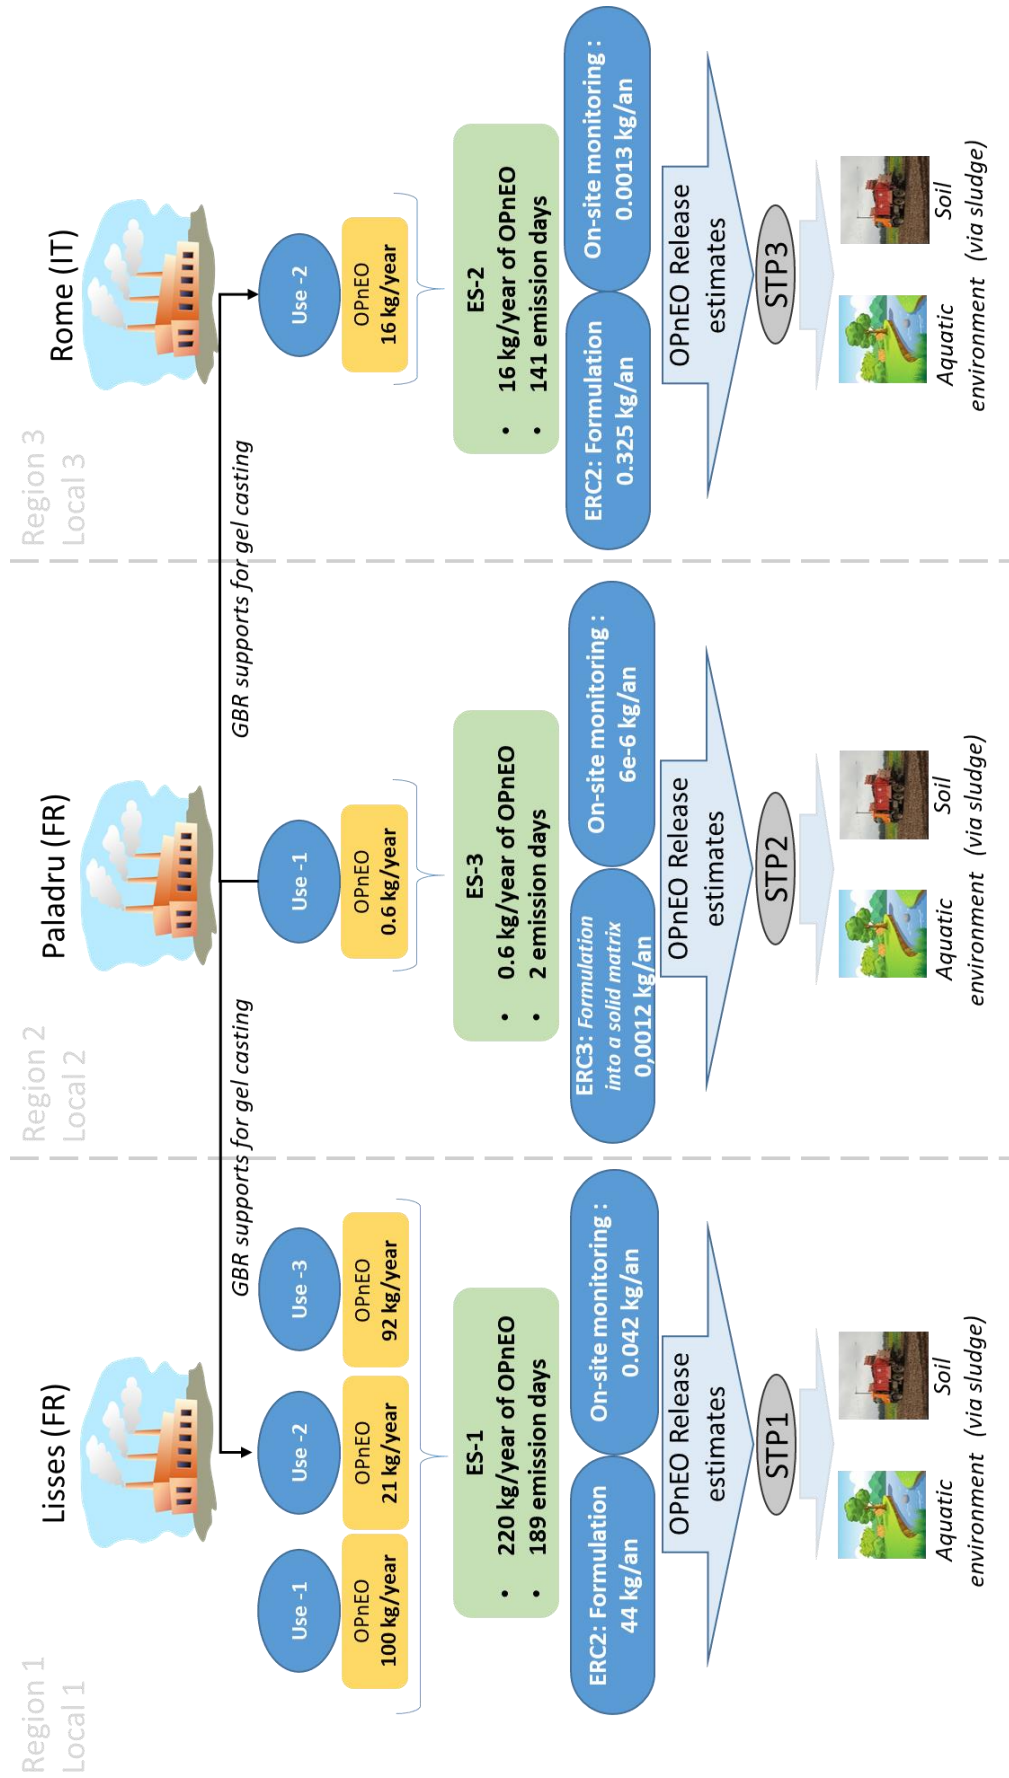 Region 1
Local 1
Lisses (FR)
Use -1
OPnEO
100 kg/year
Use -2
OPnEO
21 kg/year
Use -3
OPnEO
92 kg/year
GBR supports for gel casting
ES-1
• 220 kg/year of OPnEO
• 189 emission days
ERC2: Formulation
44 kg/an
On-site monitoring :
0.042 kg/an
OPnEO Release
estimates
STP1
Aquatic
environment
Soil
(via sludge)
Region 2
Local 2
Paladru (FR)
Use -1
OPnEO
0.6 kg/year
GBR supports for gel casting
ES-3
• 0.6 kg/year of OPnEO
• 2 emission days
ERC3: Formulation
into a solid matrix
0,0012 kg/an
On-site monitoring :
6e-6 kg/an
OPnEO Release
estimates
STP2
Aquatic
environment
Soil
(via sludge)
Region 3
Local 3
Rome (IT)
Use -2
OPnEO
16 kg/year
ES-2
• 16 kg/year of OPnEO
• 141 emission days
ERC2: Formulation
0.325 kg/an
On-site monitoring :
0.0013 kg/an
OPnEO Release
estimates
STP3
Aquatic
environment
Soil
(via sludge)